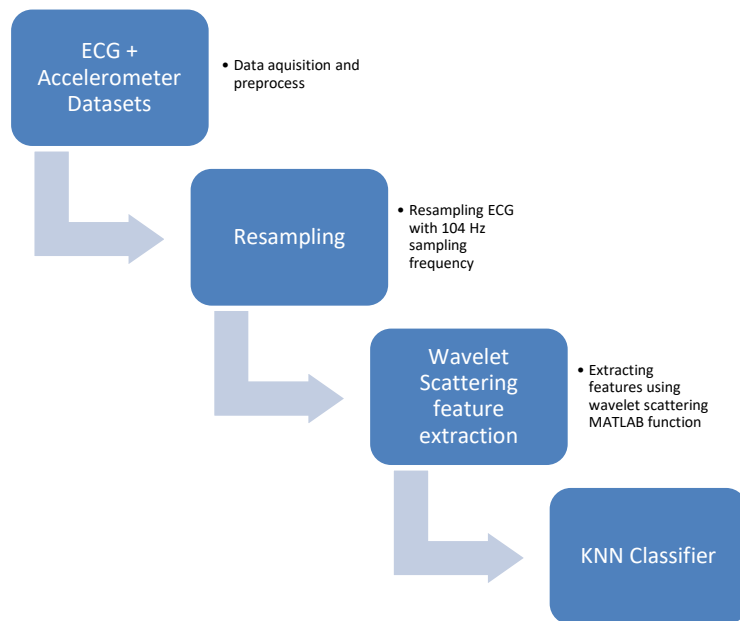 ECG +
Accelerometer
Datasets
• Data aquisition and
preprocess
Resampling
• Resampling ECG
with 104 Hz
sampling
frequency
Wavelet
Scattering
feature
extraction
• Extracting
features using
wavelet scattering
MATLAB function
KNN Classifier